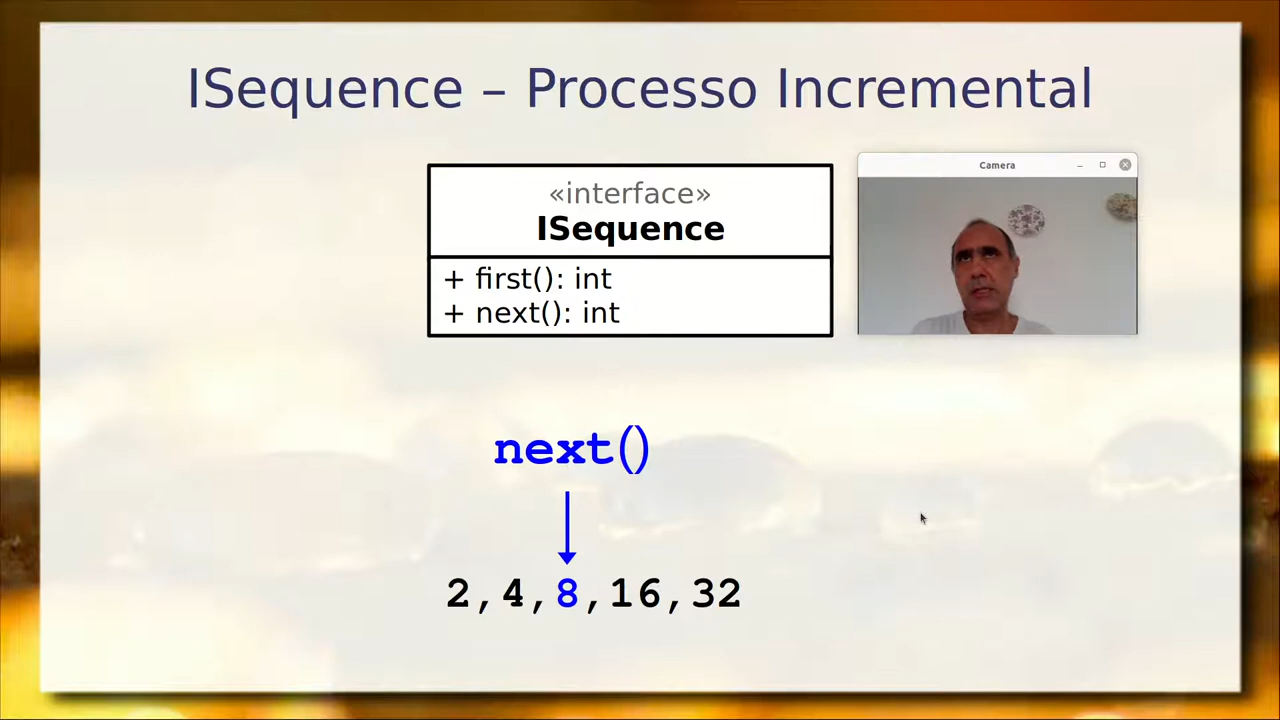 ISequence – Processo Incremental
«interface»
ISequence
+ first(): int
+ next(): int
Camera
next()
2,4,8,16,32